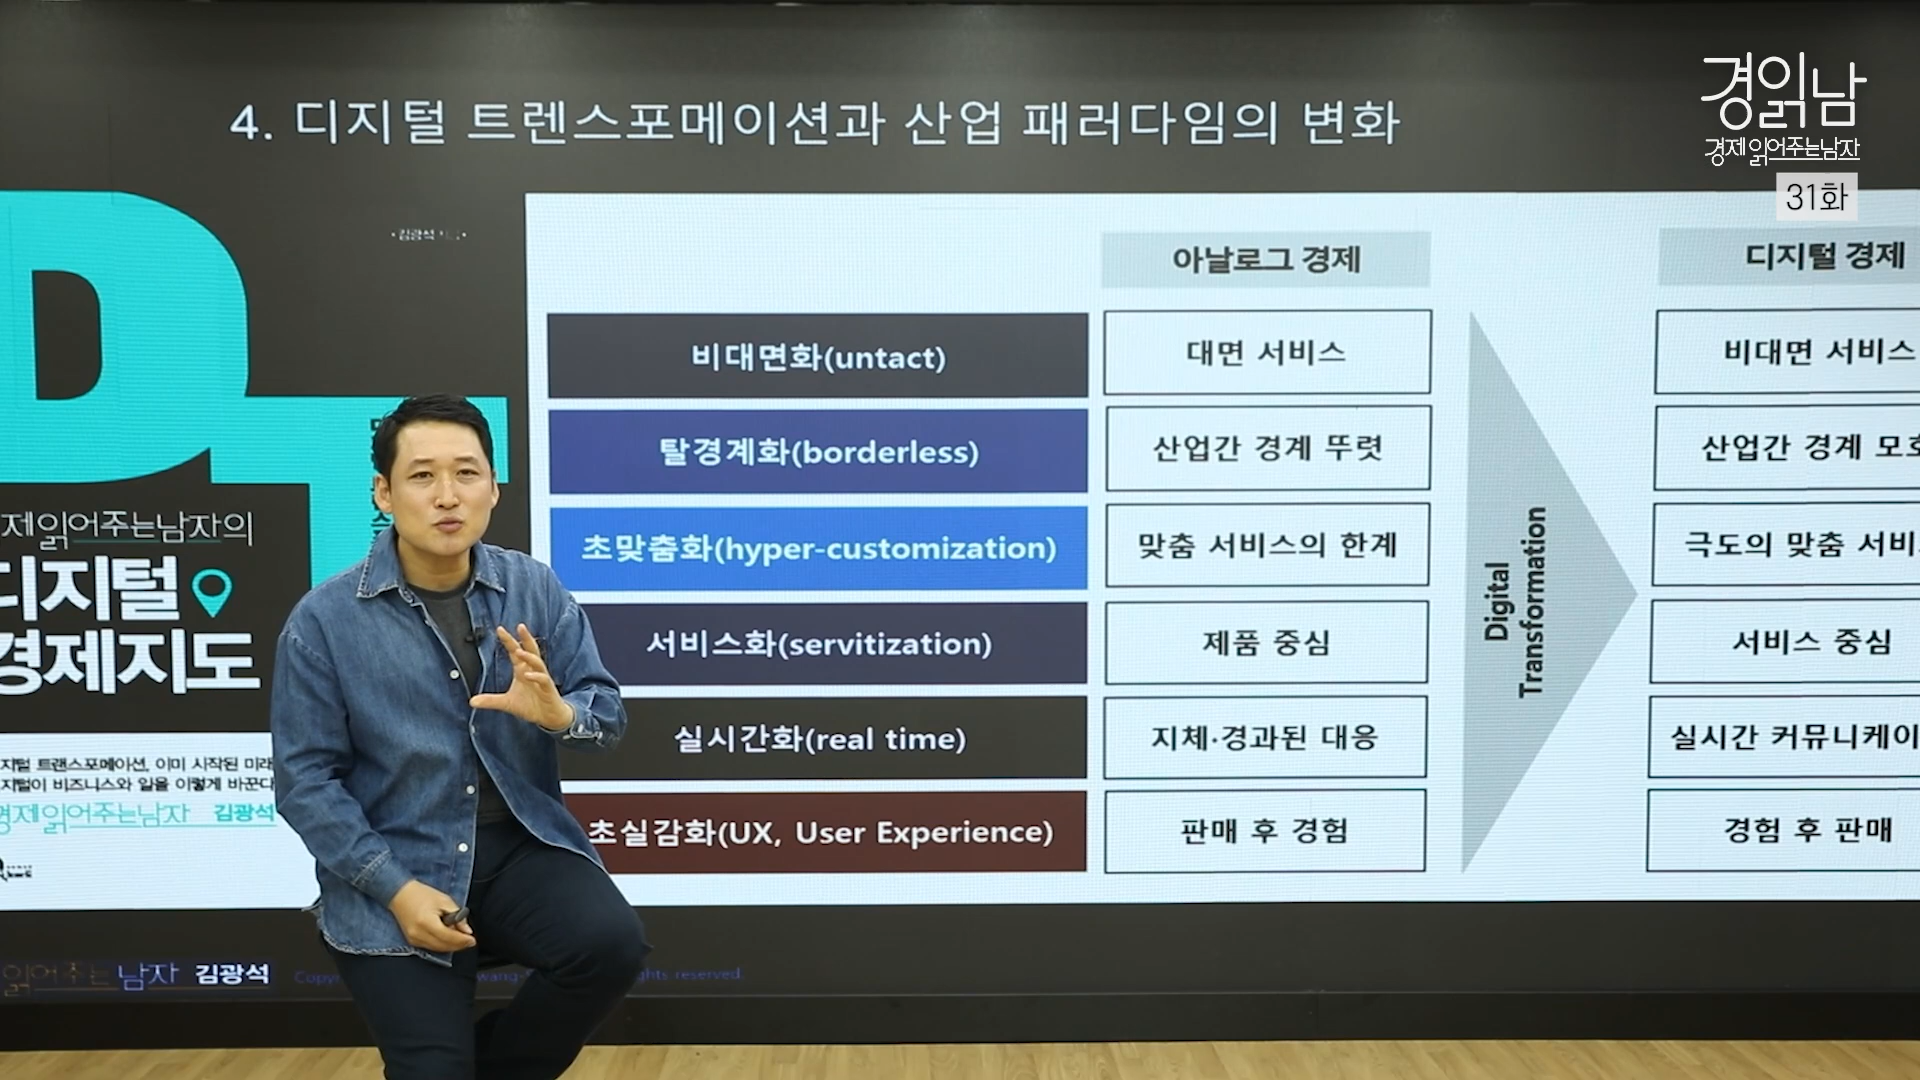 4. 디지털 트렌스포메이션과 산업 패러다임의 변화
경읽남
경제 읽어주는남자
31화
김광석
아날로그 경제
디지털 경제
비대면화(untact)
대면 서비스
비대면 서비스
탈경계화(borderless)
산업간 경계 뚜렷
산업간 경계 모호
초맞춤화(hyper-customization)
맞춤 서비스의 한계
극도의 맞춤 서비
서비스화(servitization)
제품 중심
서비스 중심
실시간화(real time)
지체·경과된 대응
실시간 커뮤니케이
초실감화(UX, User Experience)
판매 후 경험
경험 후 판매
Digital
Transformation
제읽어주는남자의
디지털
경제지도
지털 트랜스포메이션, 이미 시작된 미래
지털이 비즈니스와 일을 이렇게 바꾼다
경제읽어주는남자 김광석
읽어주는 남자 김광석
rights reserved.